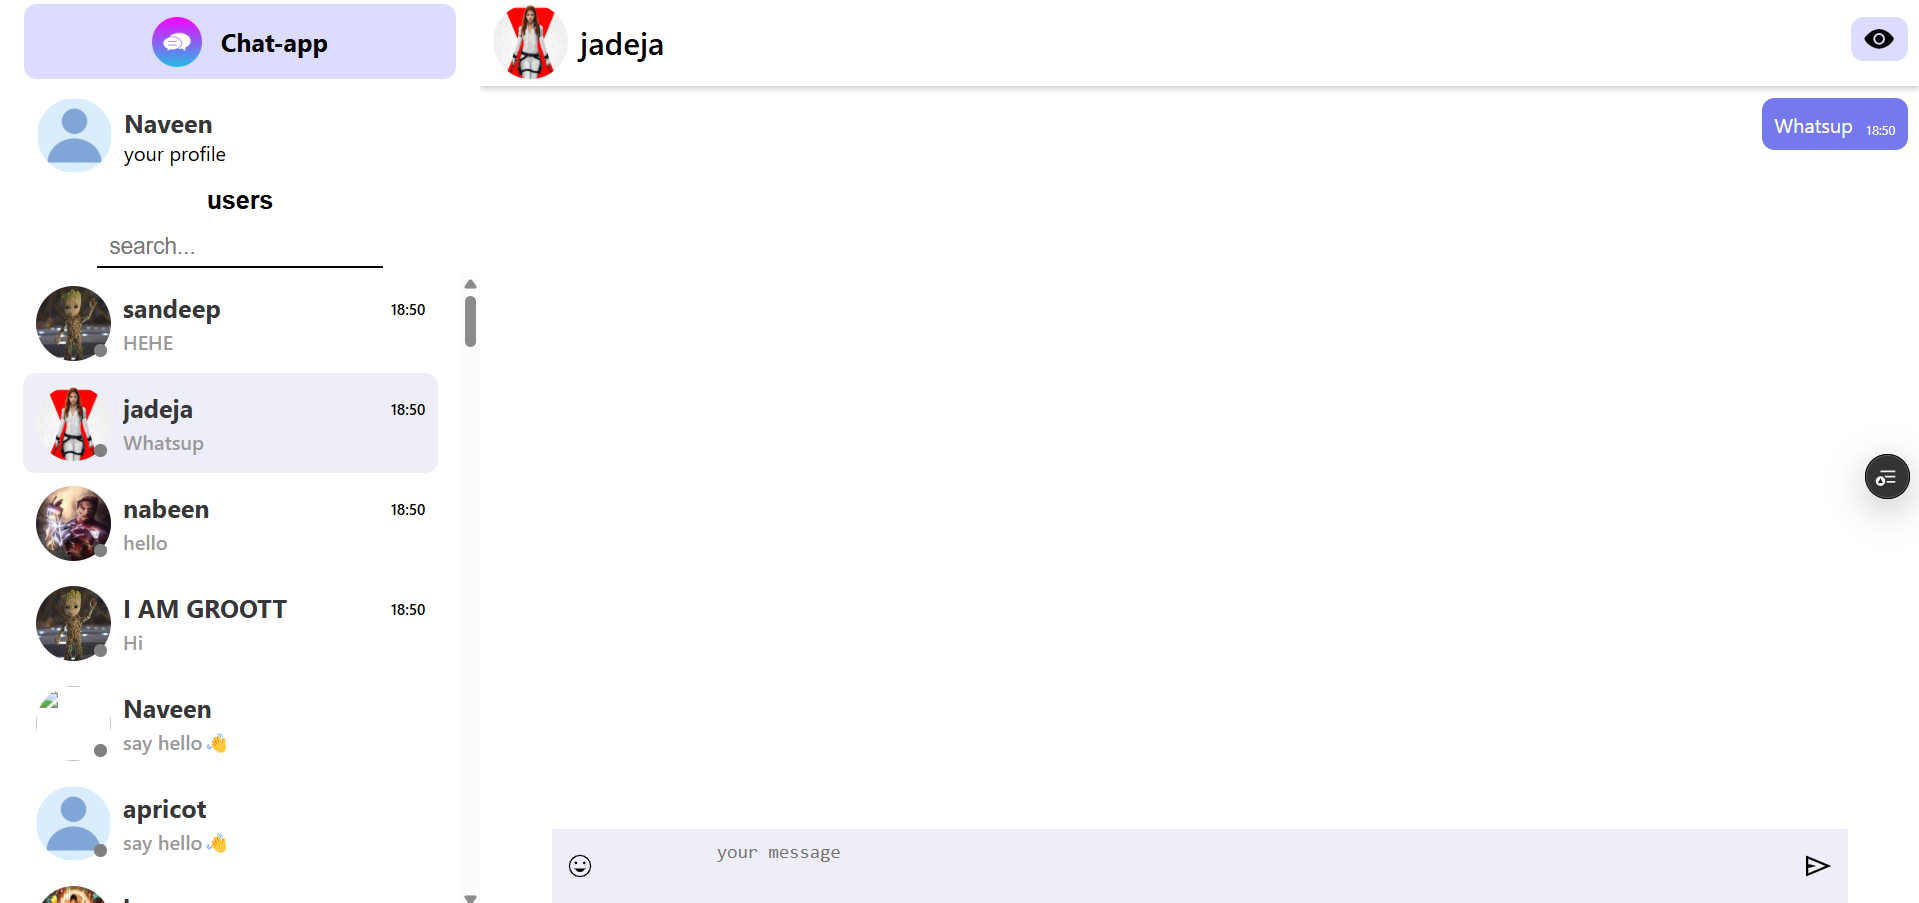 Chat-app
Naveen
your profile
users
search...
sandeep 18:50
HEHE
jadeja 18:50
Whatsup
nabeen 18:50
hello
I AM GROOTT 18:50
Hi
Naveen
say hello 👋
apricot
say hello 👋
jadeja
Whatsup 18:50
your message